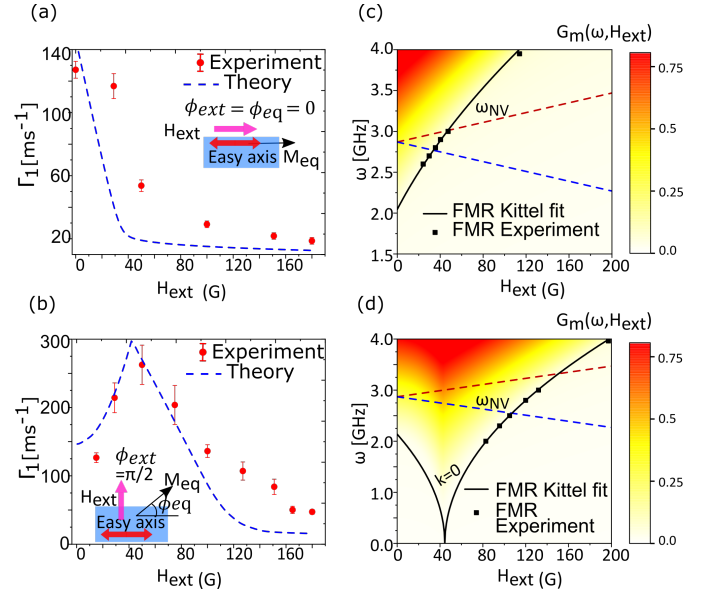 (a)
140
100
60
20
Γ1[ms-1]
Experiment
Theory
ϕext = ϕeq = 0
Hext
Easy axis
Meq
0 40 80 120 160
Hext (G)
(c)
4.0
3.5
3.0
2.5
2.0
1.5
ω [GHz]
ωNV
FMR Kittel fit
FMR Experiment
0 40 80 120 160 200
Hext (G)
Gm(ω,Hext)
0.75
0.50
0.25
0.0
(b)
300
200
100
0
Γ1[ms-1]
Experiment
Theory
ϕext
=π/2
Hext
Meq
ϕeq
Easy axis
0 40 80 120 160
Hext (G)
(d)
4.0
3.0
2.0
1.0
0.0
ω [GHz]
ωNV
k=0
FMR Kittel fit
FMR
Experiment
0 40 80 120 160 200
Hext (G)
Gm(ω,Hext)
0.75
0.50
0.25
0.0